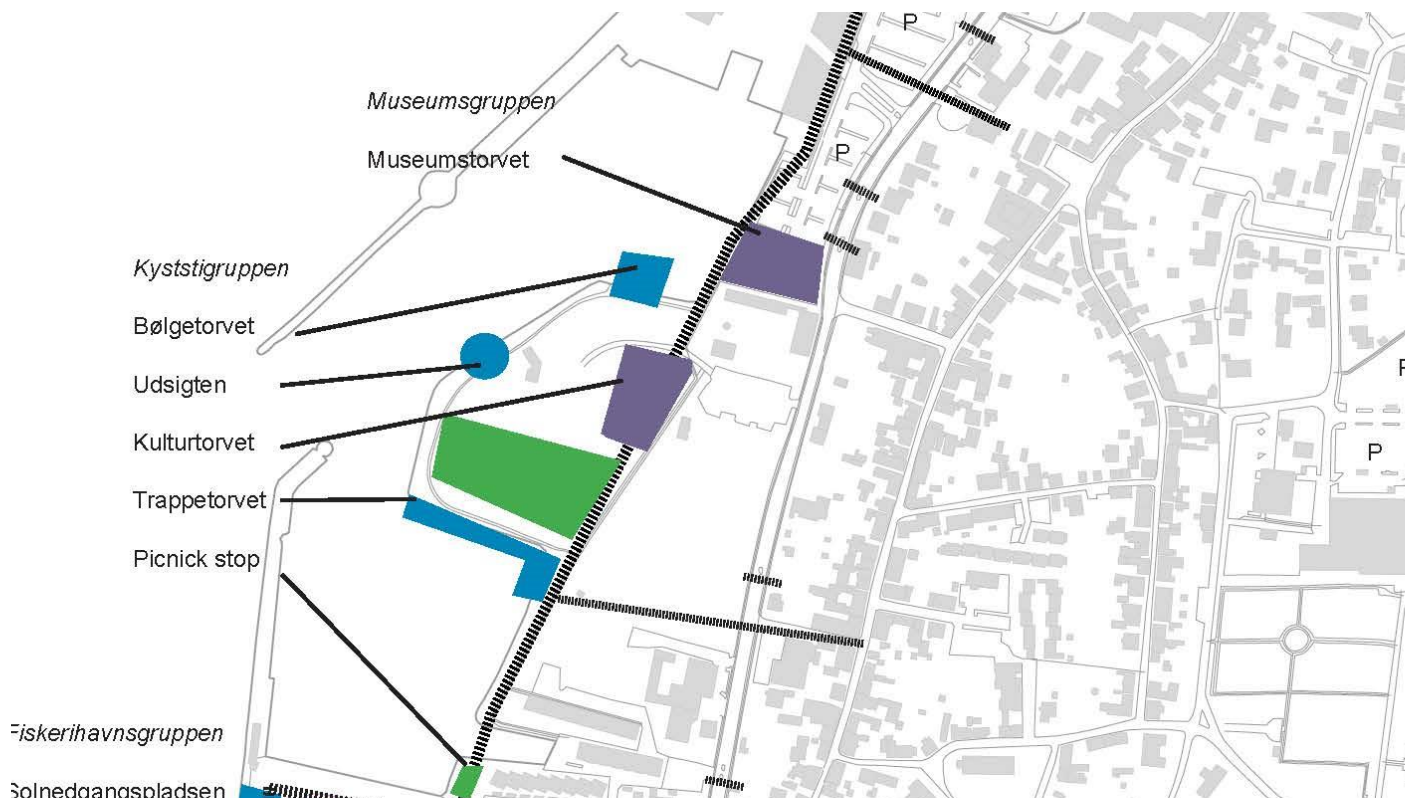 P
Museumsgruppen
Museumstorvet
P
Kyststigruppen
Bølgetorvet
Udsigten
Kulturtorvet
P
Trappetorvet
Picnick stop
Fiskerihavnsgruppen
Solnedgangspladsen